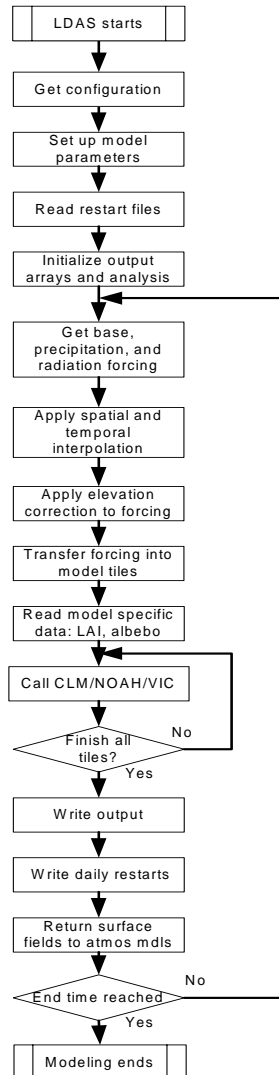 LDAS starts
Get configuration
Set up model
parameters
Read restart files
Initialize output
arrays and analysis
Get base,
precipitation, and
radiation forcing
Apply spatial and
temporal
interpolation
Apply elevation
correction to forcing
Transfer forcing into
model tiles
Read model specific
data: LAI, albebo
Call CLM/NOAH/VIC
Finish all
tiles?
No
Yes
Write output
Write daily restarts
Return surface
fields to atmos mdls
End time reached
No
Yes
Modeling ends